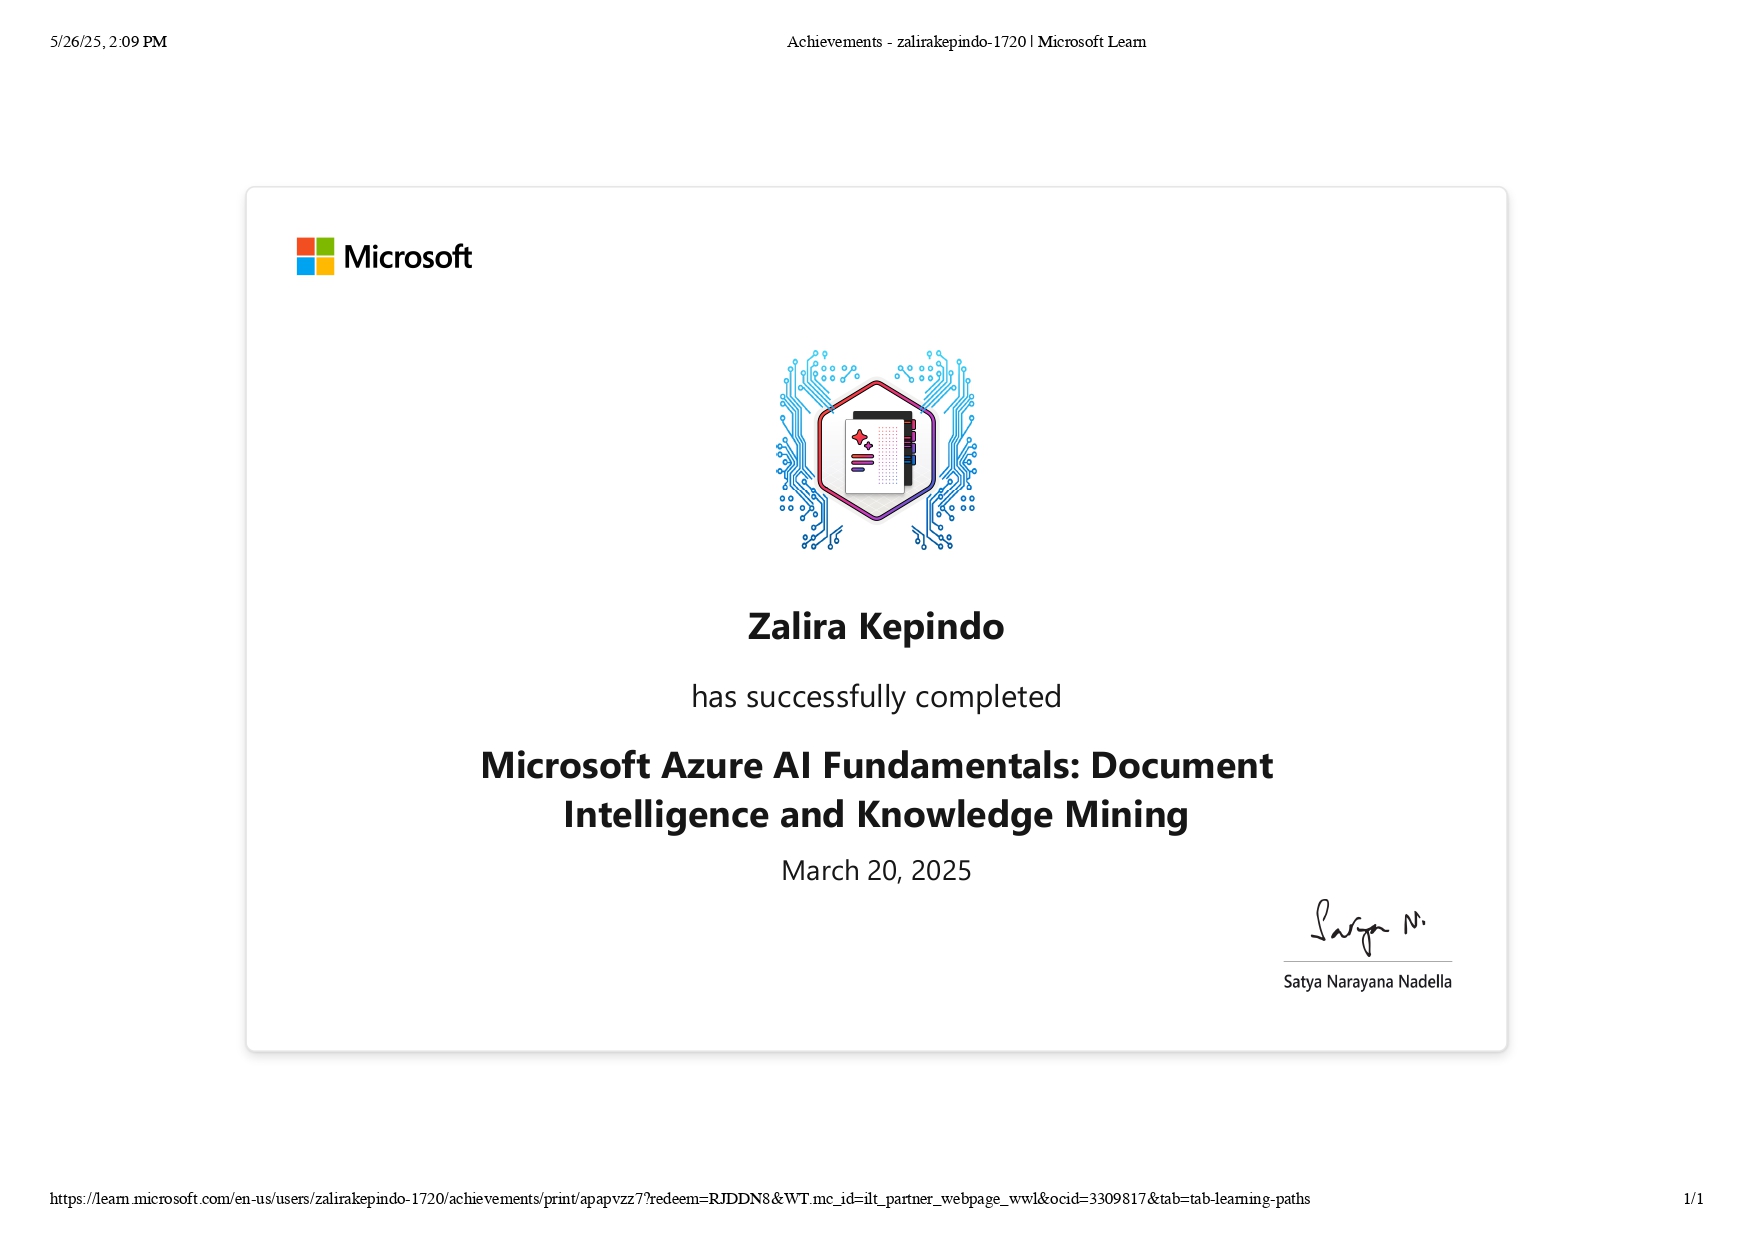 5/26/25, 2:09 PM
Achievements - zalirakepindo-1720 | Microsoft Learn
Microsoft
Zalira Kepindo
has successfully completed
Microsoft Azure AI Fundamentals: Document
Intelligence and Knowledge Mining
March 20, 2025
Satya N.
Satya Narayana Nadella
https://learn.microsoft.com/en-us/users/zalirakepindo-1720/achievements/print/apapvzz7?redeem=RJDDN8&WT.mc_id=ilt_partner_webpage_wwl&ocid=3309817&tab=tab-learning-paths
1/1